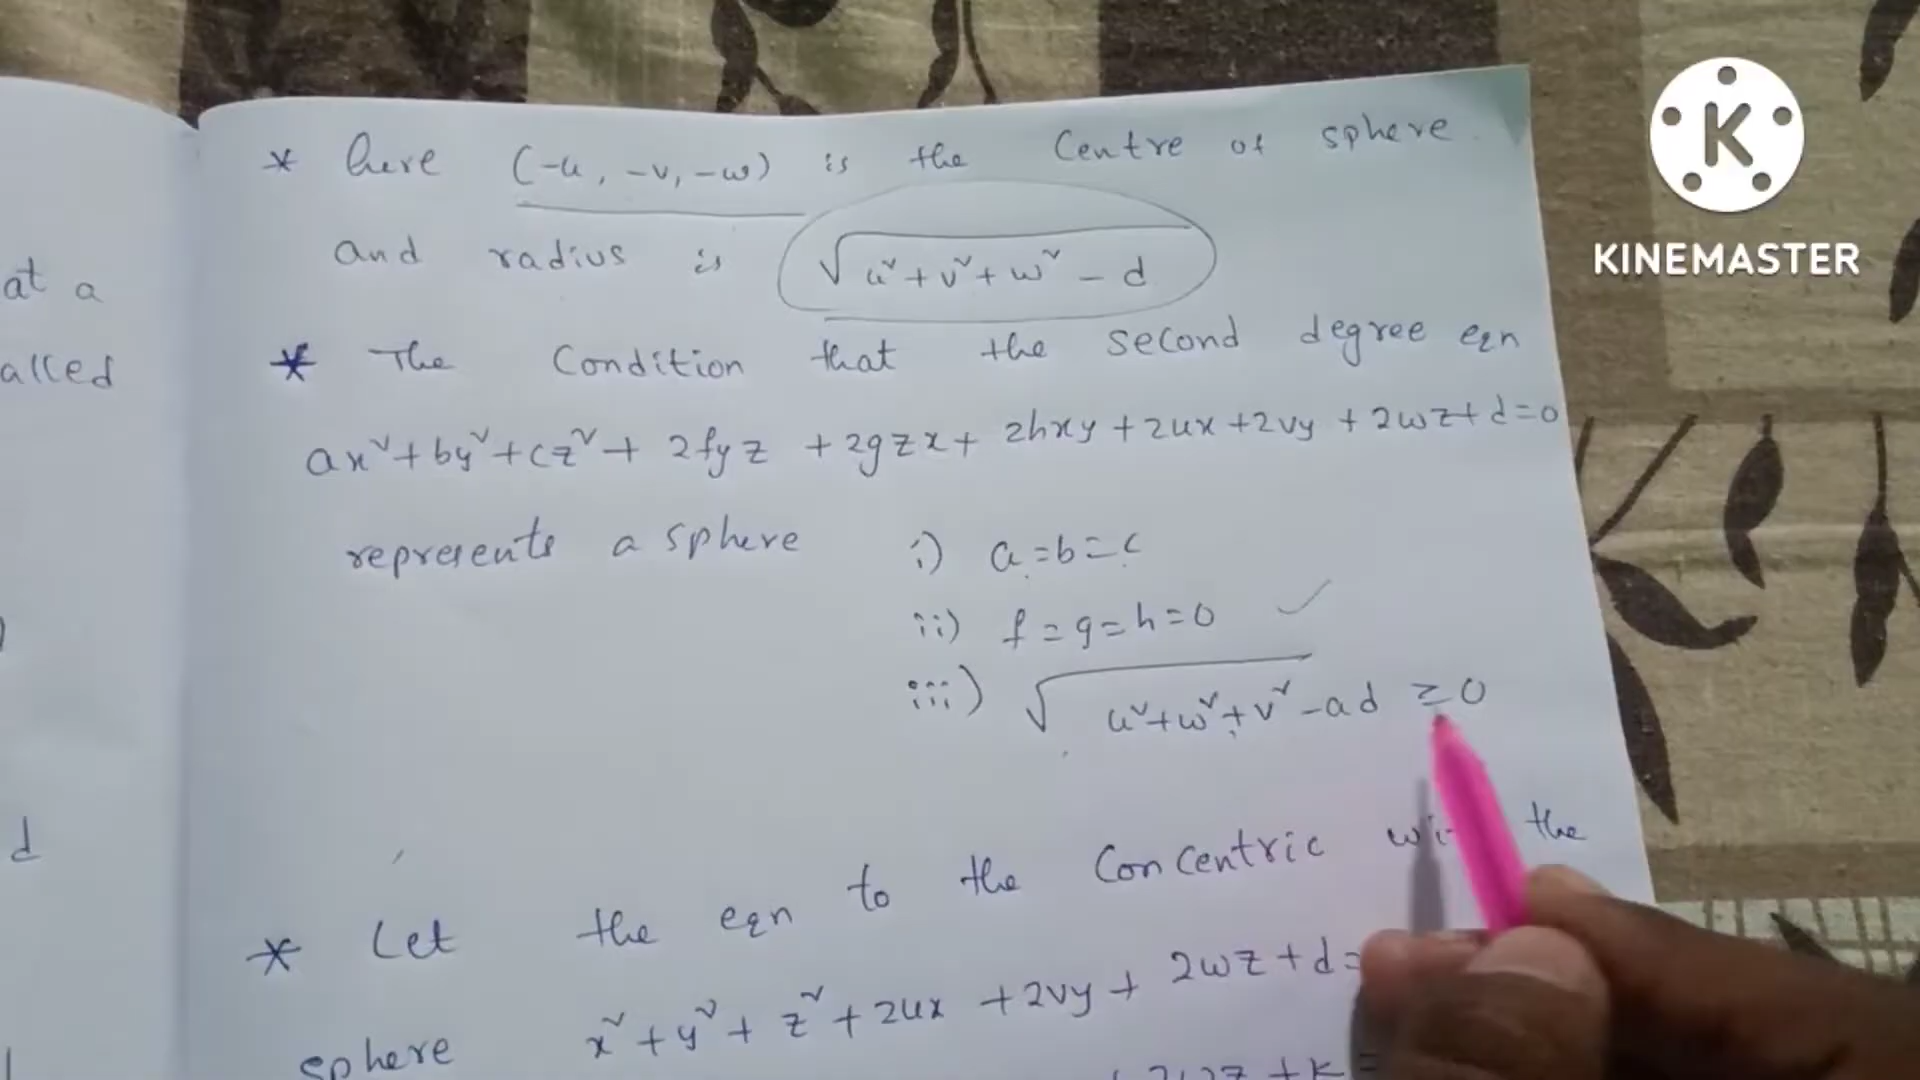 * here (-u, -v, -w) is the Centre of sphere
and radius is √u²+v²+w²-d
* The Condition that the second degree eqn
ax²+by²+cz²+2fyz+2gzx+2hxy+2ux+2vy+2wz+d=0
represents a sphere i) a=b=c
ii) f=g=h=0 ✓
iii) √u²+w²+v²-ad ≥0
* Let the eqn to the Concentric the
sphere x²+y²+z²+2ux+2vy+2wz+d=
+k=
at a
alled
d
K
KINEMASTER